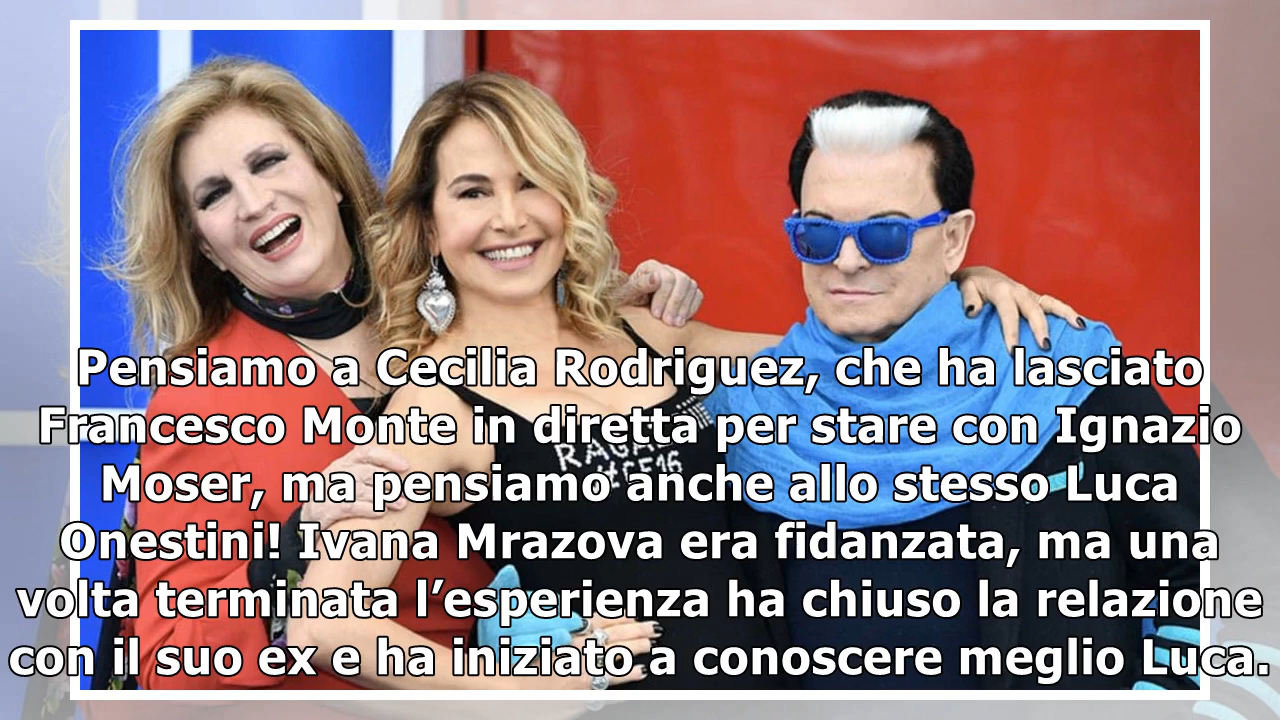 Pensiamo a Cecilia Rodriguez, che ha lasciato
Francesco Monte in diretta per stare con Ignazio
Moser, ma pensiamo anche allo stesso Luca
Onestini! Ivana Mrazova era fidanzata, ma una
volta terminata l’esperienza ha chiuso la relazione
con il suo ex e ha iniziato a conoscere meglio Luca.